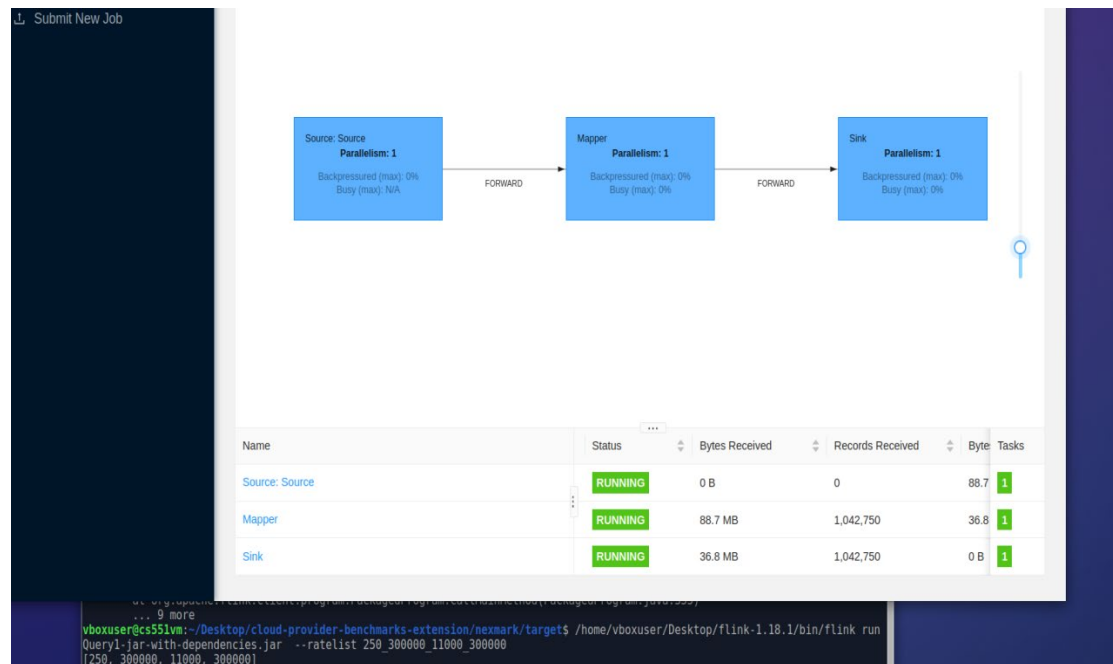 Submit New Job
Source: Source
Parallelism: 1
Backpressured (max): 0%
Busy (max): N/A
FORWARD
Mapper
Parallelism: 1
Backpressured (max): 0%
Busy (max): 0%
FORWARD
Sink
Parallelism: 1
Backpressured (max): 0%
Busy (max): 0%
Name Status Bytes Received Records Received Bytes Tasks
Source: Source RUNNING 0 B 0 88.7 1
Mapper RUNNING 88.7 MB 1,042,750 36.8 1
Sink RUNNING 36.8 MB 1,042,750 0 B 1
... 9 more
vboxuser@cs551vm:~/Desktop/cloud-provider-benchmarks-extension/nexmark/target$ /home/vboxuser/Desktop/flink-1.18.1/bin/flink run
Query1-jar-with-dependencies.jar --ratelist 250_300000_11000_300000
[250, 300000, 11000, 300000]